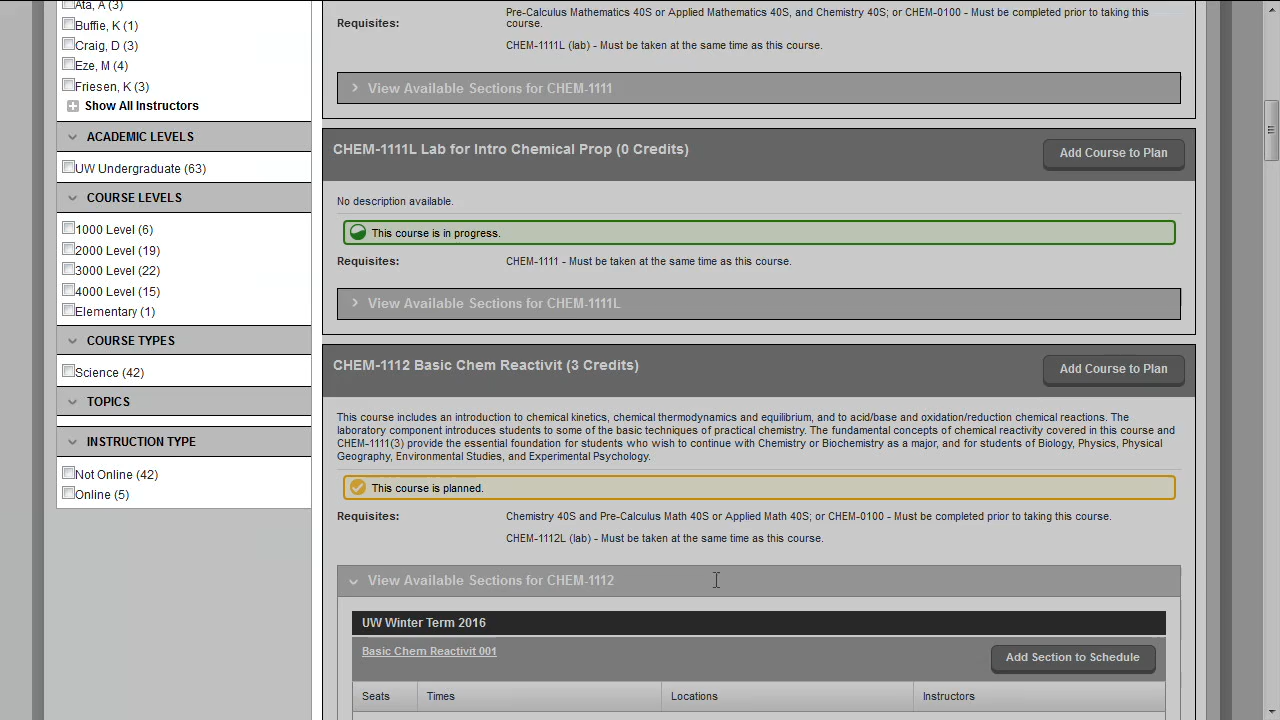 Ata, A (3)
Buffie, K (1)
Craig, D (3)
Eze, M (4)
Friesen, K (3)
Show All Instructors
ACADEMIC LEVELS
UW Undergraduate (63)
COURSE LEVELS
1000 Level (6)
2000 Level (19)
3000 Level (22)
4000 Level (15)
Elementary (1)
COURSE TYPES
Science (42)
TOPICS
INSTRUCTION TYPE
Not Online (42)
Online (5)
Requisites:
Pre-Calculus Mathematics 40S or Applied Mathematics 40S, and Chemistry 40S; or CHEM-0100 - Must be completed prior to taking this
course.
CHEM-1111L (lab) - Must be taken at the same time as this course.
View Available Sections for CHEM-1111
CHEM-1111L Lab for Intro Chemical Prop (0 Credits)
Add Course to Plan
No description available.
This course is in progress.
Requisites:
CHEM-1111 - Must be taken at the same time as this course.
View Available Sections for CHEM-1111L
CHEM-1112 Basic Chem Reactivit (3 Credits)
Add Course to Plan
This course includes an introduction to chemical kinetics, chemical thermodynamics and equilibrium, and to acid/base and oxidation/reduction chemical reactions. The
laboratory component introduces students to some of the basic techniques of practical chemistry. The fundamental concepts of chemical reactivity covered in this course and
CHEM-1111(3) provide the essential foundation for students who wish to continue with Chemistry or Biochemistry as a major, and for students of Biology, Physics, Physical
Geography, Environmental Studies, and Experimental Psychology.
This course is planned.
Requisites:
Chemistry 40S and Pre-Calculus Math 40S or Applied Math 40S; or CHEM-0100 - Must be completed prior to taking this course.
CHEM-1112L (lab) - Must be taken at the same time as this course.
View Available Sections for CHEM-1112
UW Winter Term 2016
Basic Chem Reactivit 001
Add Section to Schedule
Seats
Times
Locations
Instructors